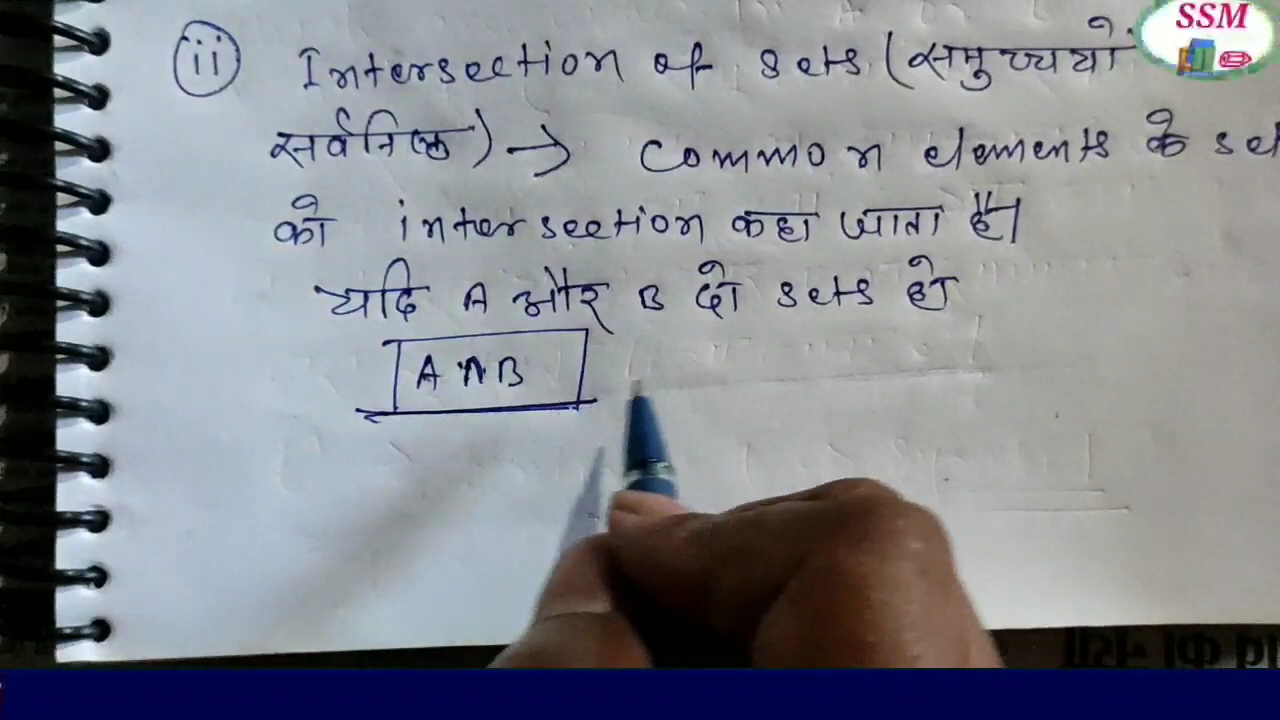 SSM
ii Intersection of sets (समुच्चयों
सर्वनिष्ठ) → common elements के set
को intersection कहा जाता है।
यदि A और B दो sets हो
A ∩ B